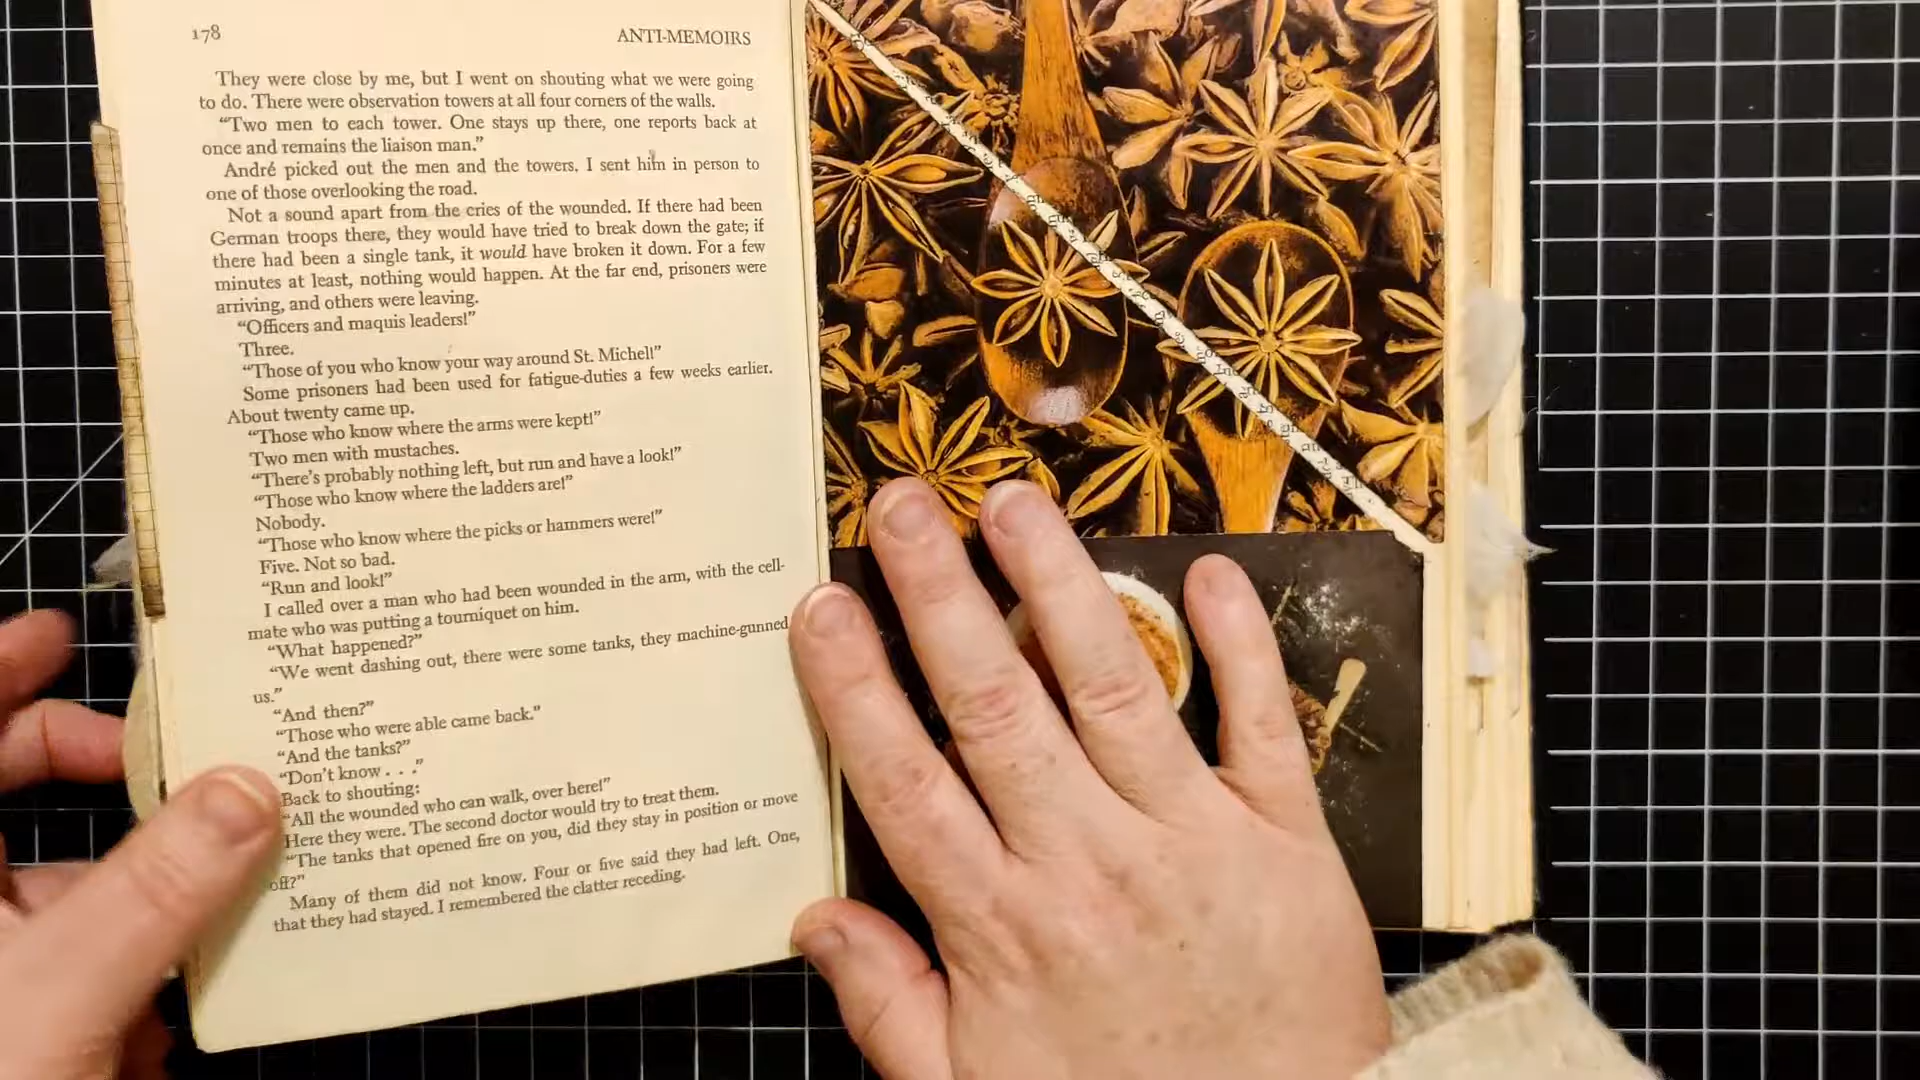 178
ANTI-MEMOIRS
They were close by me, but I went on shouting what we were going
to do. There were observation towers at all four corners of the walls.
“Two men to each tower. One stays up there, one reports back at
once and remains the liaison man.”
André picked out the men and the towers. I sent him in person to
one of those overlooking the road.
Not a sound apart from the cries of the wounded. If there had been
German troops there, they would have tried to break down the gate; if
there had been a single tank, it would have broken it down. For a few
minutes at least, nothing would happen. At the far end, prisoners were
arriving, and others were leaving.
“Officers and maquis leaders!”
Three.
“Those of you who know your way around St. Michel!”
Some prisoners had been used for fatigue-duties a few weeks earlier.
About twenty came up.
“Those who know where the arms were kept!”
Two men with mustaches.
“There’s probably nothing left, but run and have a look!”
“Those who know where the ladders are!”
Nobody.
“Those who know where the picks or hammers were!”
Five. Not so bad.
“Run and look!”
I called over a man who had been wounded in the arm, with the cell-
mate who was putting a tourniquet on him.
“What happened?”
“We went dashing out, there were some tanks, they machine-gunned
us.”
“And then?”
“Those who were able came back.”
“And the tanks?”
“Don’t know . . .”
Back to shouting:
“All the wounded who can walk, over here!”
Here they were. The second doctor would try to treat them.
“The tanks that opened fire on you, did they stay in position or move
off?”
Many of them did not know. Four or five said they had left. One,
that they had stayed. I remembered the clatter receding.